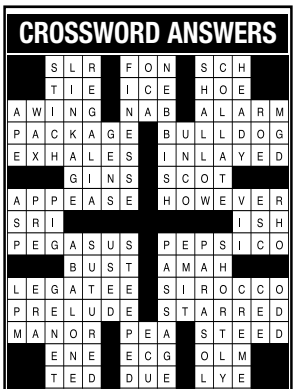 CROSSWORD ANSWERS
SLR FON SCH
TIE ICE HOE
AWING NAB ALARM
PACKAGE BULLDOG
EXHALES INLAYED
GINS SCOT
APPEASE HOWEVER
SRI ISH
PEGASUS PEPSICO
BUST AMAH
LEGATEE SIROCCO
PRELUDE STARRED
MANOR PEA STEED
ENE ECG OLM
TED DUE LYE